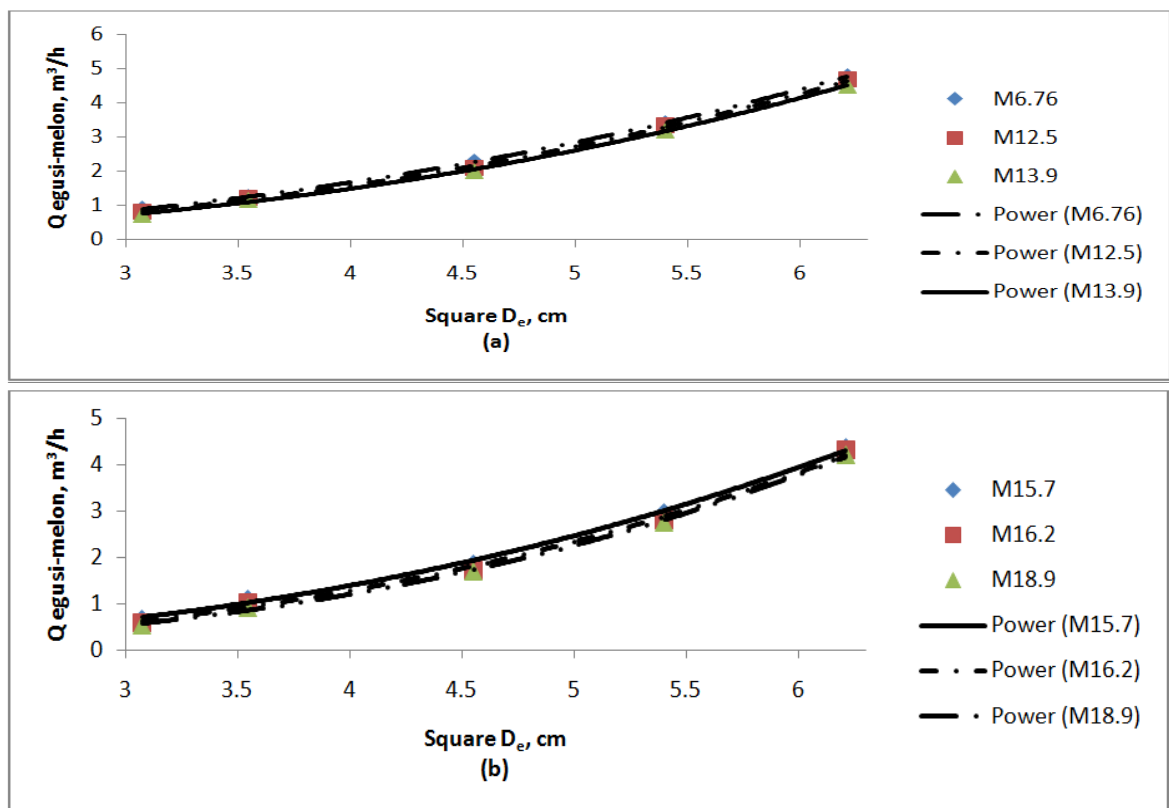 6
5
4
3
2
1
0
Q egusi-melon, m³/h
3 3.5 4 4.5 5 5.5 6
Square Dₑ, cm
(a)
M6.76
M12.5
M13.9
Power (M6.76)
Power (M12.5)
Power (M13.9)
5
4
3
2
1
0
Q egusi-melon, m³/h
3 3.5 4 4.5 5 5.5 6
Square Dₑ, cm
(b)
M15.7
M16.2
M18.9
Power (M15.7)
Power (M16.2)
Power (M18.9)